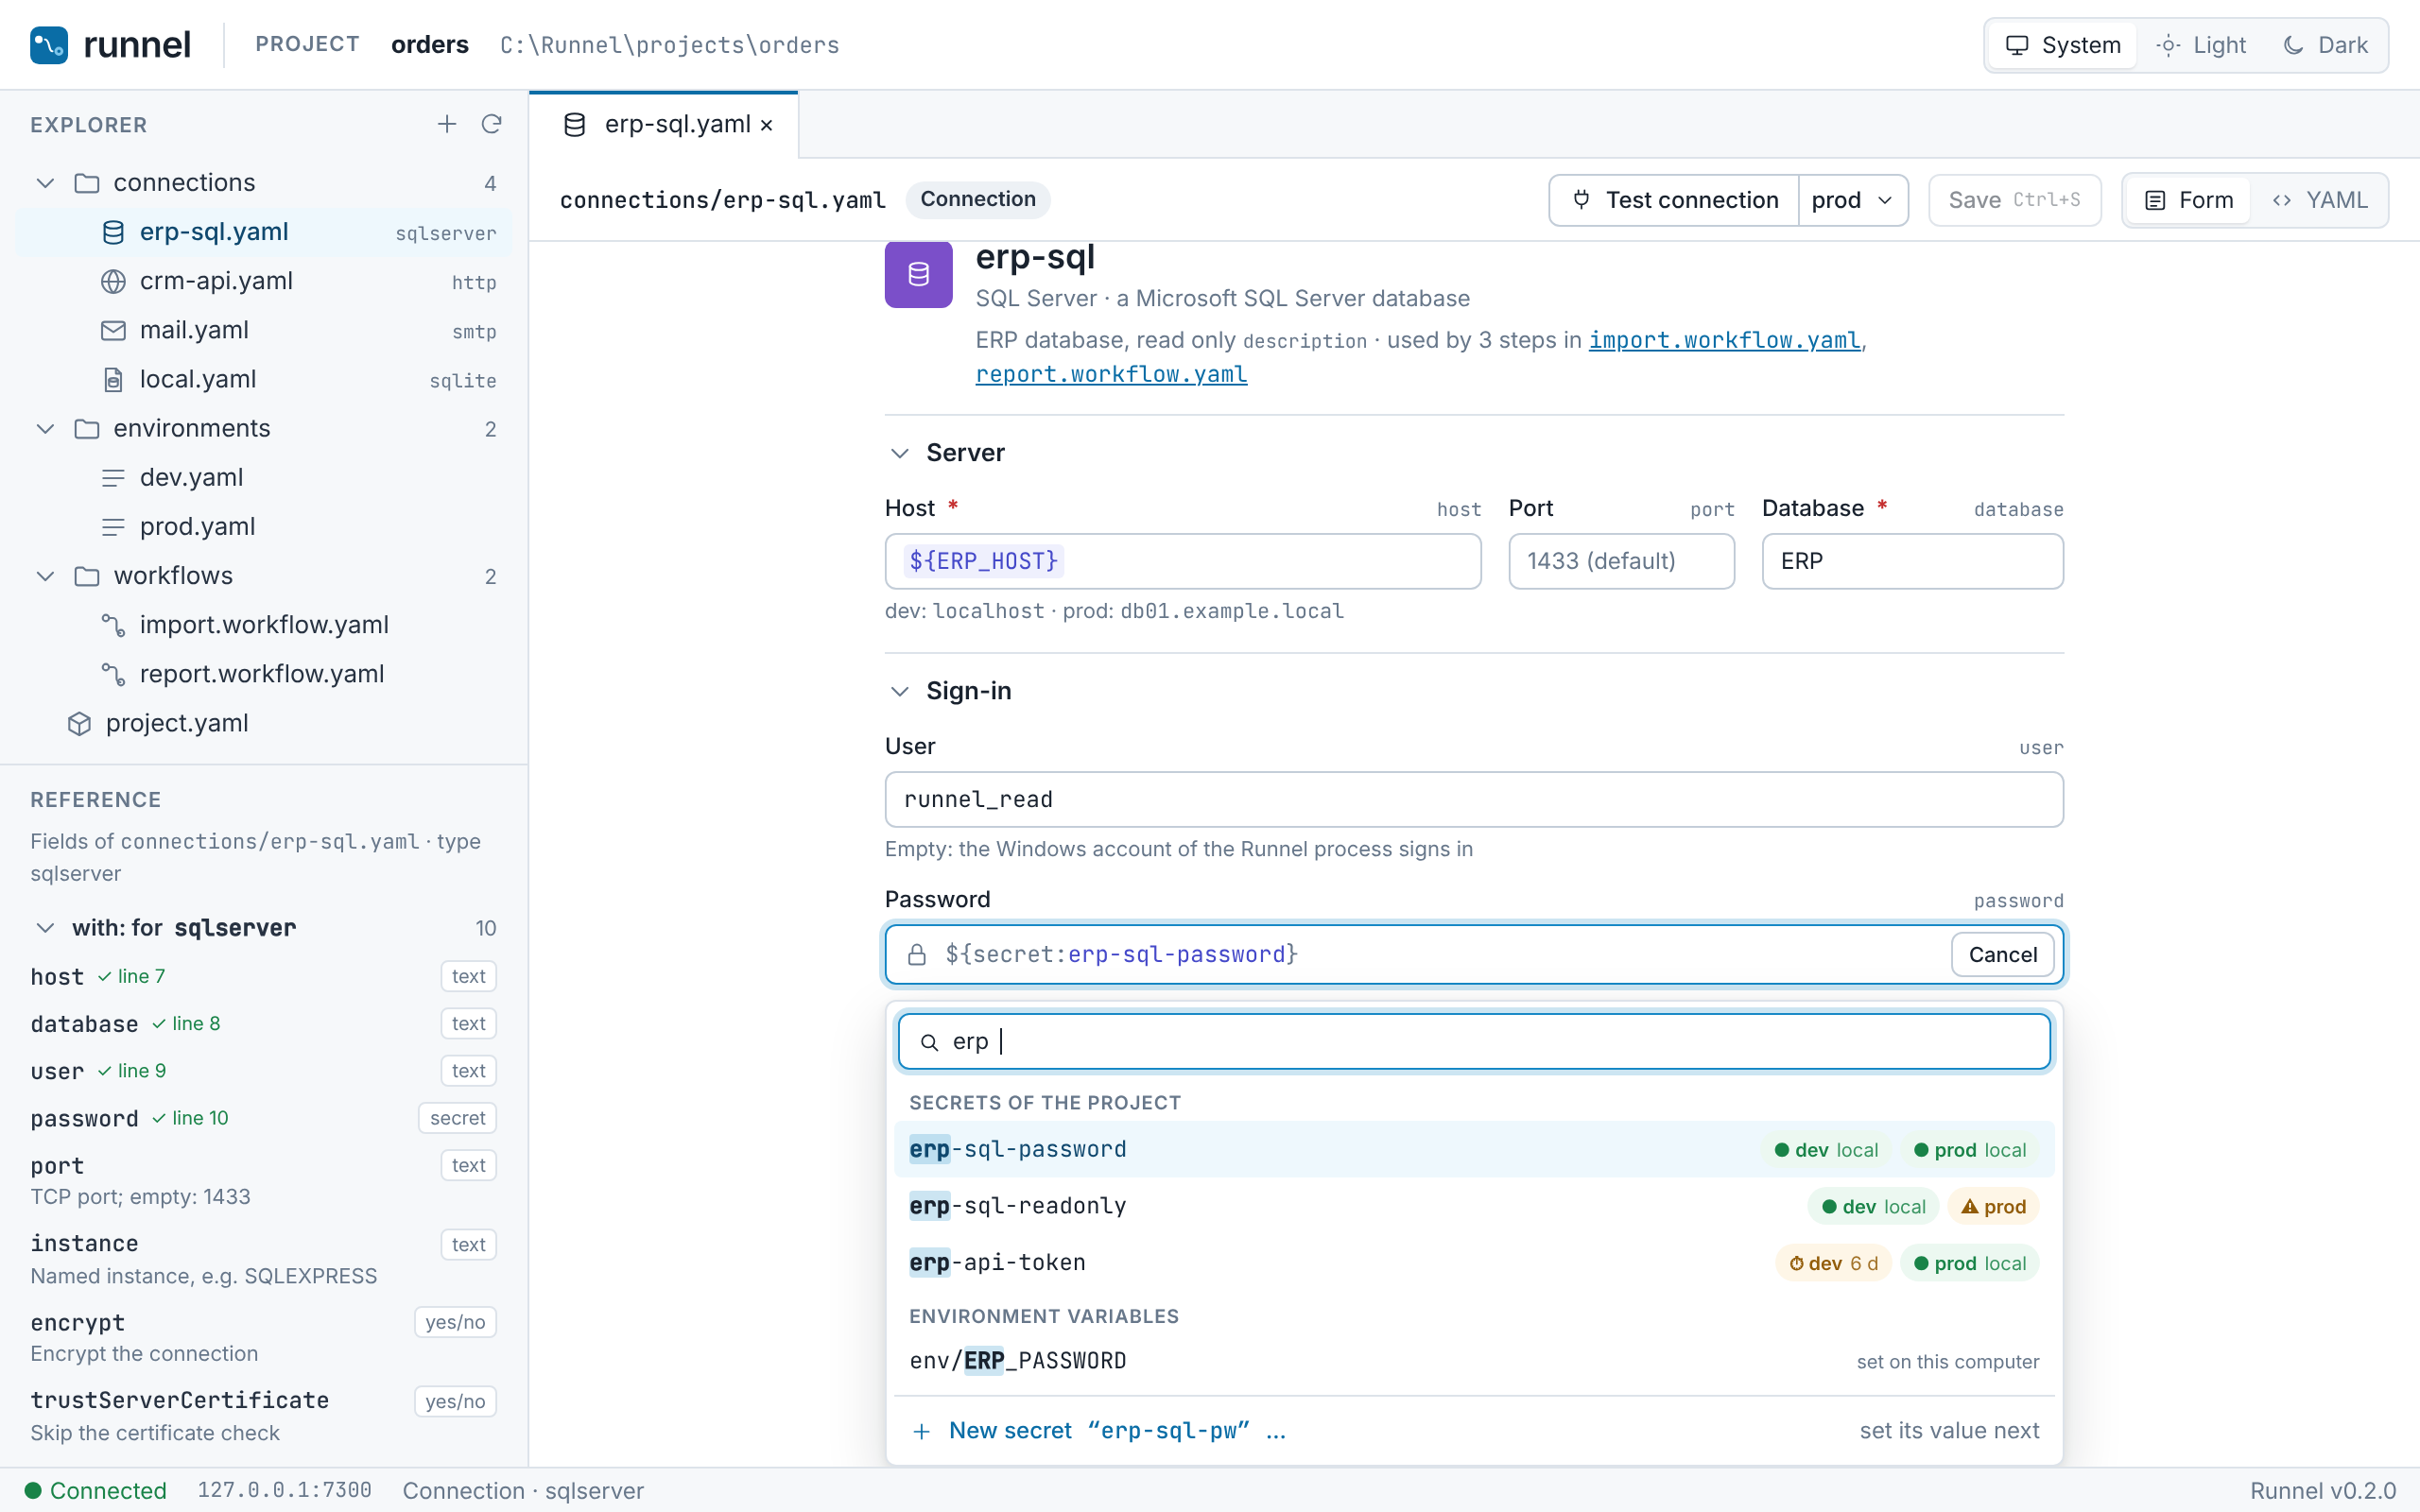 runnel PROJECT orders C:\Runnel\projects\orders System Light Dark
EXPLORER
connections 4
erp-sql.yaml sqlserver
crm-api.yaml http
mail.yaml smtp
local.yaml sqlite
environments 2
dev.yaml
prod.yaml
workflows 2
import.workflow.yaml
report.workflow.yaml
project.yaml
REFERENCE
Fields of connections/erp-sql.yaml · type
sqlserver
with: for sqlserver 10
host ✓ line 7 text
database ✓ line 8 text
user ✓ line 9 text
password ✓ line 10 secret
port text
TCP port; empty: 1433
instance text
Named instance, e.g. SQLEXPRESS
encrypt yes/no
Encrypt the connection
trustServerCertificate yes/no
Skip the certificate check
erp-sql.yaml ×
connections/erp-sql.yaml Connection Test connection prod Save Ctrl+S Form YAML
erp-sql
SQL Server · a Microsoft SQL Server database
ERP database, read only description · used by 3 steps in import.workflow.yaml,
report.workflow.yaml
Server
Host * host Port port Database * database
${ERP_HOST} 1433 (default) ERP
dev: localhost · prod: db01.example.local
Sign-in
User user
runnel_read
Empty: the Windows account of the Runnel process signs in
Password password
${secret:erp-sql-password} Cancel
erp
SECRETS OF THE PROJECT
erp-sql-password dev local prod local
erp-sql-readonly dev local prod
erp-api-token dev 6 d prod local
ENVIRONMENT VARIABLES
env/ERP_PASSWORD set on this computer
+ New secret “erp-sql-pw” … set its value next
Connected 127.0.0.1:7300 Connection · sqlserver Runnel v0.2.0